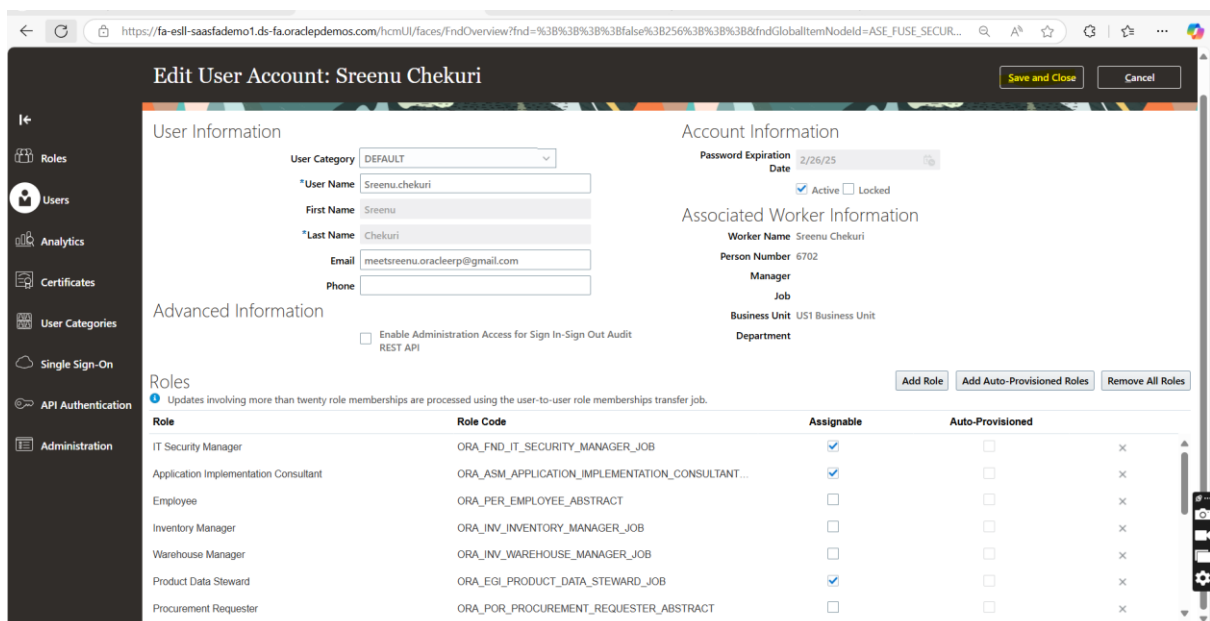 https://fa-esll-saasfademo1.ds-fa.oraclepdemos.com/hcmUI/faces/FndOverview?fnd=%3B%3B%3B%3Bfalse%3B256%3B%3B%3B&fndGlobalItemNodeId=ASE_FUSE_SECUR...
Edit User Account: Sreenu Chekuri
Save and Close
Cancel
Roles
Users
Analytics
Certificates
User Categories
Single Sign-On
API Authentication
Administration
User Information
User Category DEFAULT
*User Name Sreenu.chekuri
First Name Sreenu
*Last Name Chekuri
Email meetsreenu.oracleerp@gmail.com
Phone
Advanced Information
Enable Administration Access for Sign In-Sign Out Audit
REST API
Account Information
Password Expiration
Date 2/26/25
Active Locked
Associated Worker Information
Worker Name Sreenu Chekuri
Person Number 6702
Manager
Job
Business Unit US1 Business Unit
Department
Roles
Add Role Add Auto-Provisioned Roles Remove All Roles
Updates involving more than twenty role memberships are processed using the user-to-user role memberships transfer job.
Role Role Code Assignable Auto-Provisioned
IT Security Manager ORA_FND_IT_SECURITY_MANAGER_JOB
Application Implementation Consultant ORA_ASM_APPLICATION_IMPLEMENTATION_CONSULTANT...
Employee ORA_PER_EMPLOYEE_ABSTRACT
Inventory Manager ORA_INV_INVENTORY_MANAGER_JOB
Warehouse Manager ORA_INV_WAREHOUSE_MANAGER_JOB
Product Data Steward ORA_EGI_PRODUCT_DATA_STEWARD_JOB
Procurement Requester ORA_POR_PROCUREMENT_REQUESTER_ABSTRACT